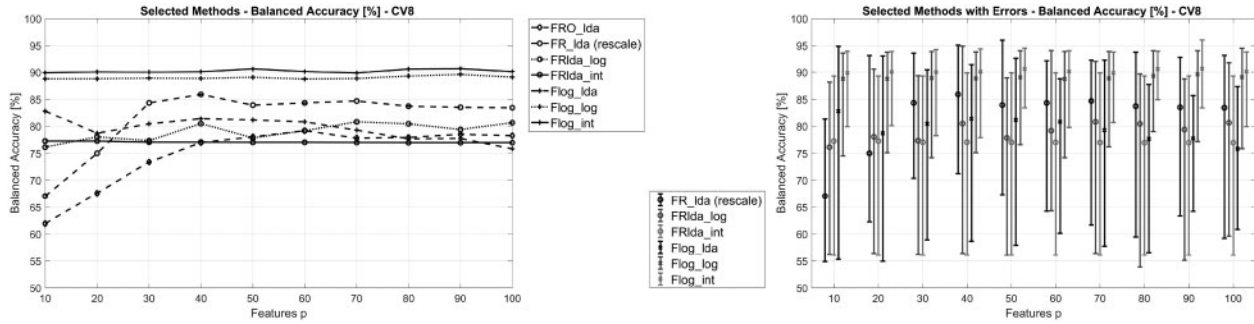 Selected Methods - Balanced Accuracy [%] - CV8
Balanced Accuracy [%]
100
95
90
85
80
75
70
65
60
55
50
10 20 30 40 50 60 70 80 90 100
Features p
FRO_lda
FR_lda (rescale)
FRlda_log
FRlda_int
Flog_lda
Flog_log
Flog_int
FR_lda (rescale)
FRlda_log
FRlda_int
Flog_lda
Flog_log
Flog_int
Selected Methods with Errors - Balanced Accuracy [%] - CV8
Balanced Accuracy [%]
100
95
90
85
80
75
70
65
60
55
50
10 20 30 40 50 60 70 80 90 100
Features p